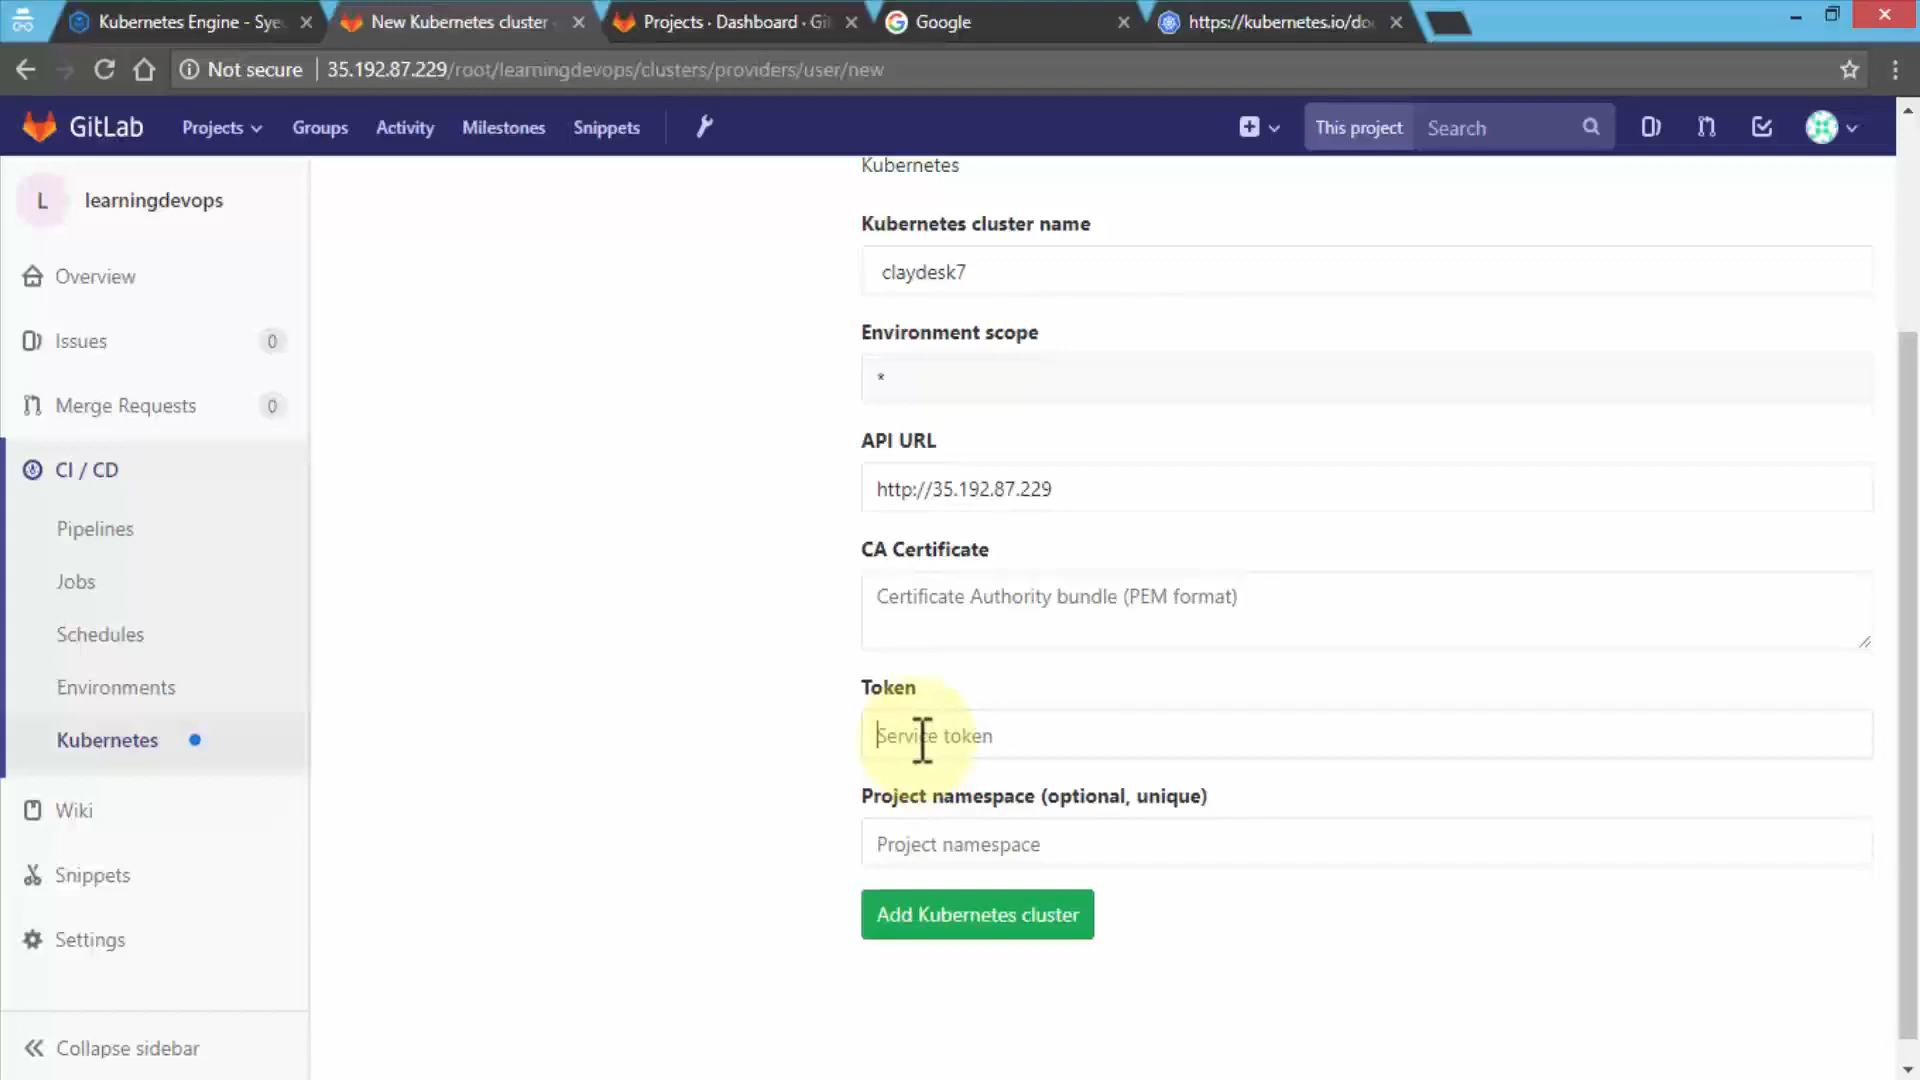 Kubernetes Engine - Sye
New Kubernetes cluster
Projects · Dashboard · Git
Google
https://kubernetes.io/doc
Not secure
35.192.87.229/root/learningdevops/clusters/providers/user/new
GitLab
Projects
Groups
Activity
Milestones
Snippets
This project
Search
L
learningdevops
Overview
Issues
0
Merge Requests
0
CI / CD
Pipelines
Jobs
Schedules
Environments
Kubernetes
Wiki
Snippets
Settings
Collapse sidebar
Kubernetes
Kubernetes cluster name
claydesk7
Environment scope
*
API URL
http://35.192.87.229
CA Certificate
Certificate Authority bundle (PEM format)
Token
Service token
Project namespace (optional, unique)
Project namespace
Add Kubernetes cluster